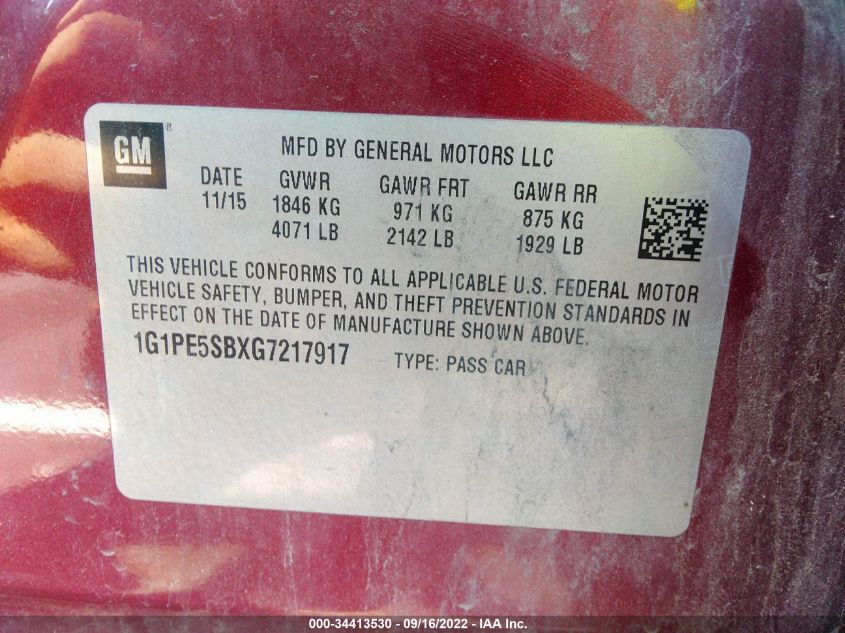 GM ®
MFD BY GENERAL MOTORS LLC
DATE GVWR GAWR FRT GAWR RR
11/15 1846 KG 971 KG 875 KG
4071 LB 2142 LB 1929 LB
THIS VEHICLE CONFORMS TO ALL APPLICABLE U.S. FEDERAL MOTOR
VEHICLE SAFETY, BUMPER, AND THEFT PREVENTION STANDARDS IN
EFFECT ON THE DATE OF MANUFACTURE SHOWN ABOVE.
1G1PE5SBXG7217917 TYPE: PASS CAR
000-34413530 - 09/16/2022 - IAA Inc.